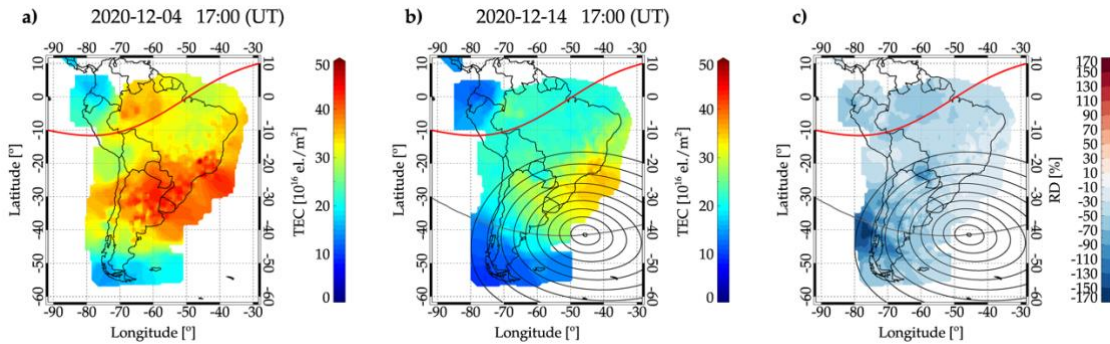 a) 2020-12-04 17:00 (UT)
-90 -80 -70 -60 -50 -40 -30
10 0 -10 -20 -30 -40 -50 -60
Latitude [º]
10 0 -10 -20 -30 -40 -50 -60
-90 -80 -70 -60 -50 -40 -30
Longitude [º]
50 40 30 20 10 0
TEC [10¹⁶ el./m²]
b) 2020-12-14 17:00 (UT)
-90 -80 -70 -60 -50 -40 -30
10 0 -10 -20 -30 -40 -50 -60
Latitude [º]
10 0 -10 -20 -30 -40 -50 -60
-90 -80 -70 -60 -50 -40 -30
Longitude [º]
50 40 30 20 10 0
TEC [10¹⁶ el./m²]
c)
-90 -80 -70 -60 -50 -40 -30
10 0 -10 -20 -30 -40 -50 -60
Latitude [º]
10 0 -10 -20 -30 -40 -50 -60
-90 -80 -70 -60 -50 -40 -30
Longitude [º]
170 150 130 110 90 70 50 30 10 -10 -30 -50 -70 -90 -110 -130 -150 -170
RD [%]